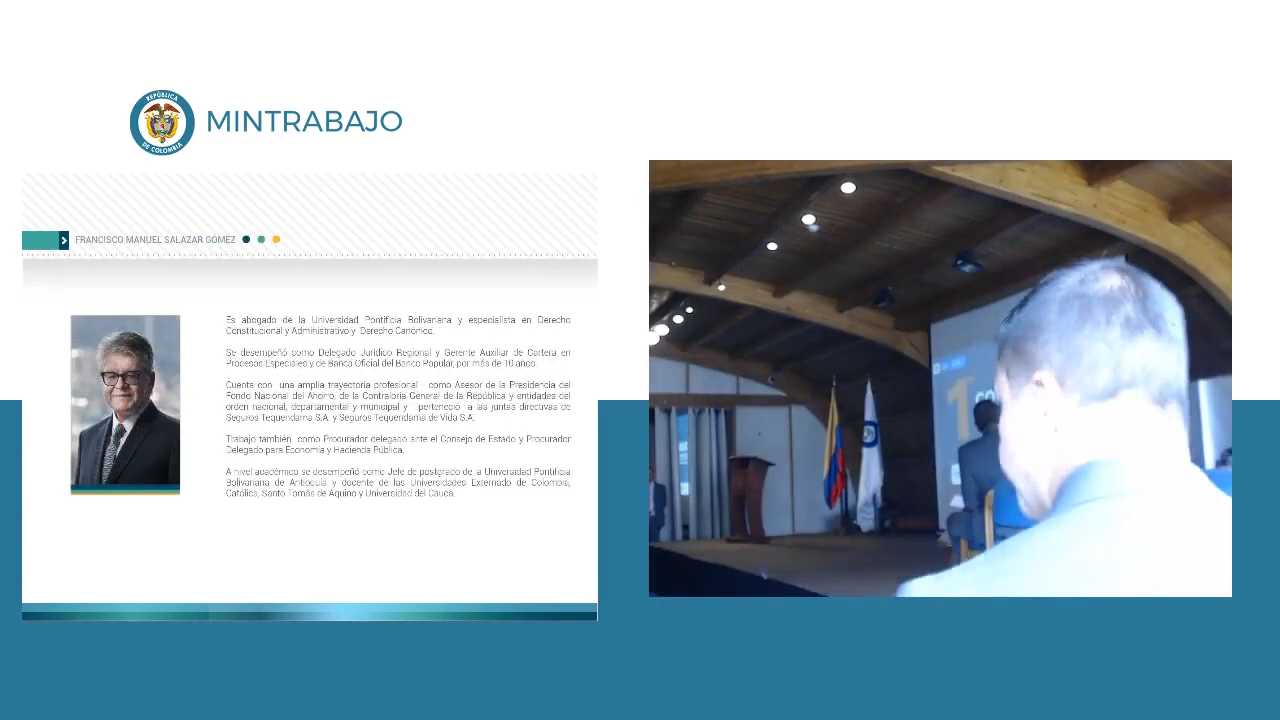 REPÚBLICA
DE COLOMBIA
MINTRABAJO
FRANCISCO MANUEL SALAZAR GÓMEZ
Es abogado de la Universidad Pontificia Bolivariana y especialista en Derecho
Constitucional y Administrativo y Derecho Canónico.
Se desempeñó como Delegado Jurídico Regional y Gerente Auxiliar de Cartera en
Procesos Especiales y de Banca Oficial del Banco Popular, por más de 10 anos.
Cuenta con una amplia trayectoria profesional como Asesor de la Presidencia del
Fondo Nacional del Ahorro, de la Contraloría General de la República y entidades del
orden nacional, departamental y municipal y perteneció a las juntas directivas de
Seguros Tequendama S.A. y Seguros Tequendama de Vida S.A.
Trabajo también como Procurador delegado ante el Consejo de Estado y Procurador
Delegado para Economía y Hacienda Pública.
A nivel académico se desempeñó como Jefe de postgrado de la Universidad Pontificia
Bolivariana de Antioquia y docente de las Universidades Externado de Colombia,
Católica, Santo Tomás de Aquino y Universidad del Cauca.
1